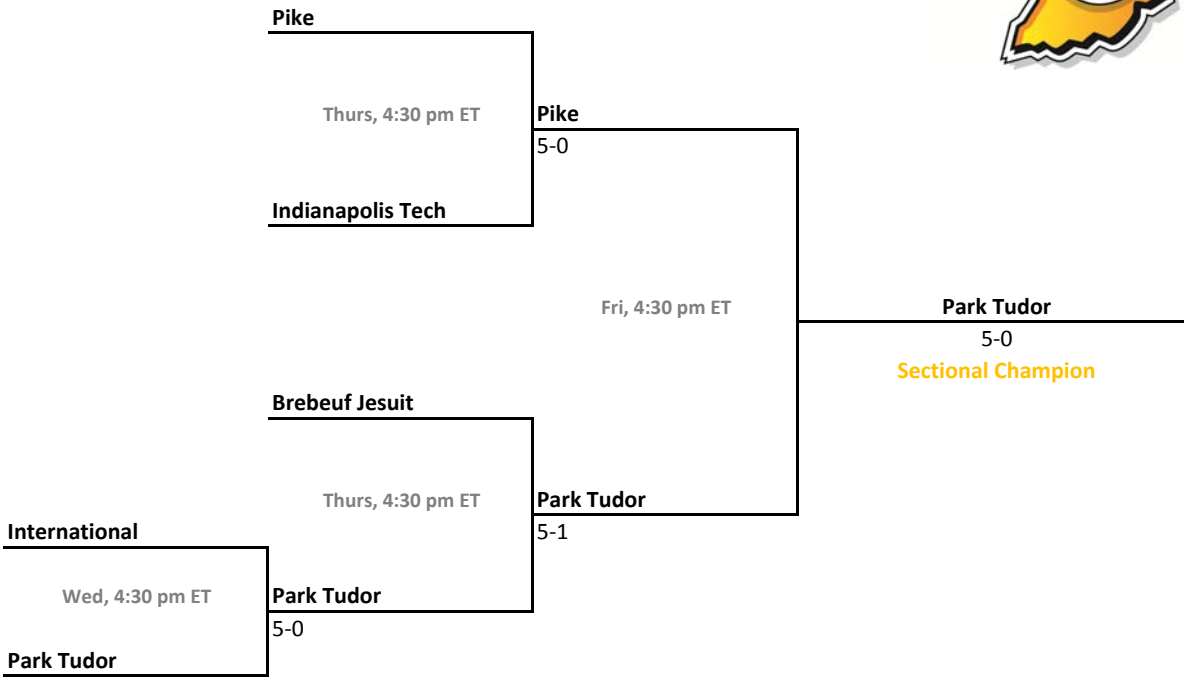 Pike
Thurs, 4:30 pm ET
Pike
5-0
Indianapolis Tech
Fri, 4:30 pm ET
Park Tudor
5-0
Sectional Champion
Brebeuf Jesuit
Thurs, 4:30 pm ET
Park Tudor
5-1
International
Wed, 4:30 pm ET
Park Tudor
5-0
Park Tudor